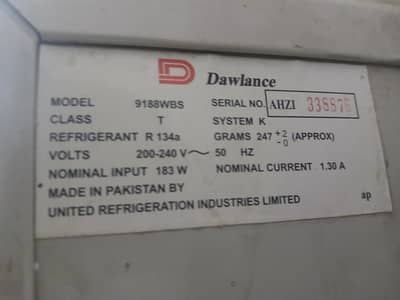 D Dawlance
MODEL 9188WBS SERIAL NO. AHZI
CLASS T SYSTEM K
REFRIGERANT R 134a GRAMS 247 +2 -0 (APPROX)
VOLTS 200-240 V~ 50 HZ
NOMINAL INPUT 183 W NOMINAL CURRENT 1.30 A
MADE IN PAKISTAN BY
UNITED REFRIGERATION INDUSTRIES LIMITED ap